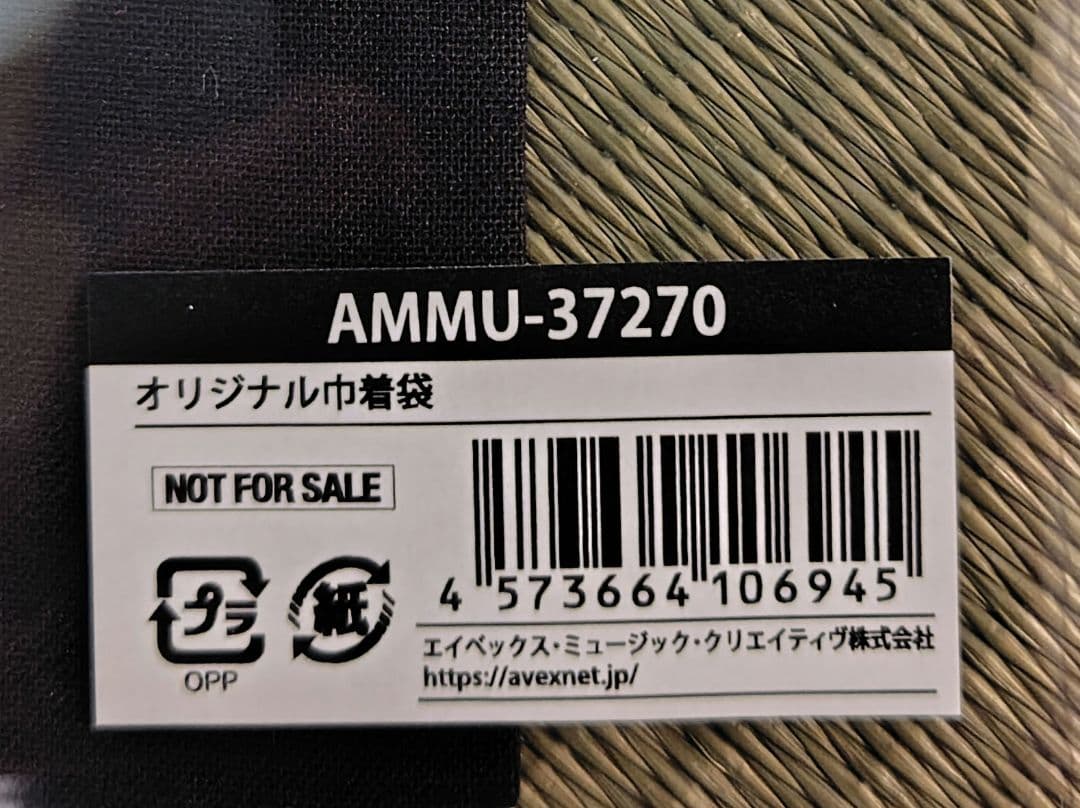 AMMU-37270
オリジナル巾着袋
NOT FOR SALE
プラ
OPP
紙
4 573664 106945
エイベックス・ミュージック・クリエイティヴ株式会社
https://avexnet.jp/